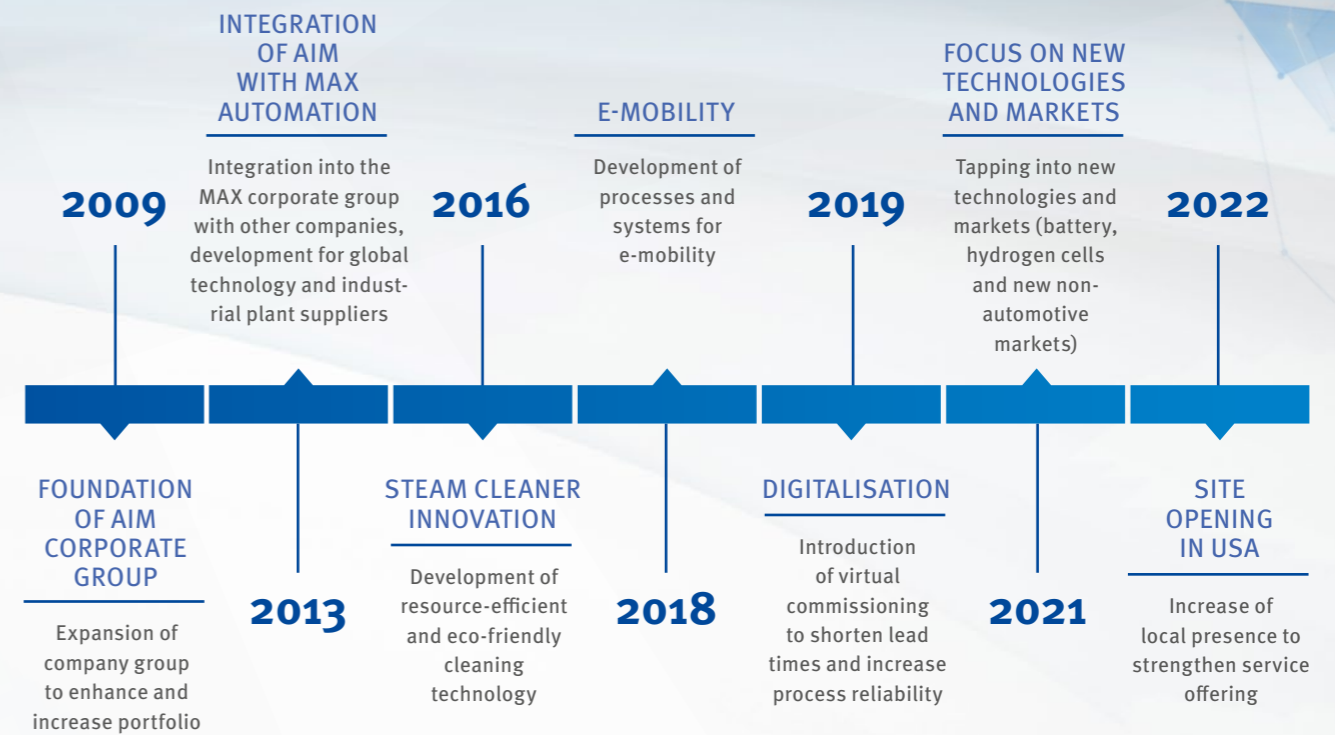 2009
FOUNDATION
OF AIM
CORPORATE
GROUP
Expansion of
company group
to enhance and
increase portfolio
INTEGRATION
OF AIM
WITH MAX
AUTOMATION
Integration into the
MAX corporate group
with other companies,
development for global
technology and indust-
rial plant suppliers
2013
2016
STEAM CLEANER
INNOVATION
Development of
resource-efficient
and eco-friendly
cleaning
technology
E-MOBILITY
Development of
processes and
systems for
e-mobility
2018
2019
DIGITALISATION
Introduction
of virtual
commissioning
to shorten lead
times and increase
process reliability
FOCUS ON NEW
TECHNOLOGIES
AND MARKETS
Tapping into new
technologies and
markets (battery,
hydrogen cells
and new non-
automotive
markets)
2021
2022
SITE
OPENING
IN USA
Increase of
local presence to
strengthen service
offering